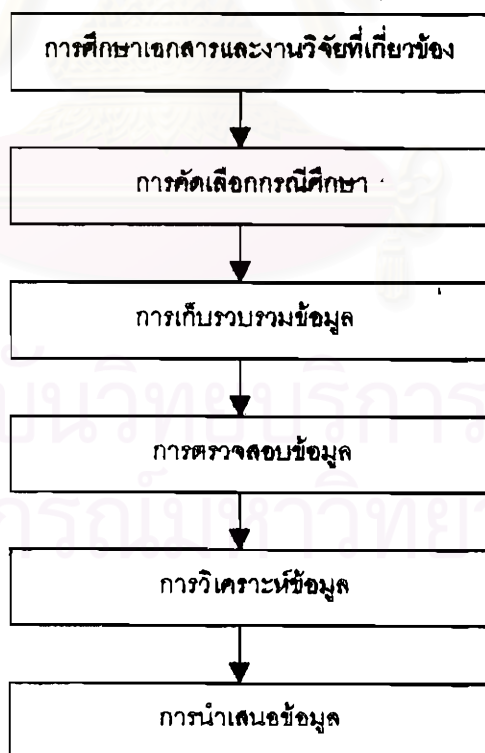 การศึกษาเอกสารและงานวิจัยที่เกี่ยวข้อง
การคัดเลือกกรณีศึกษา
การเก็บรวบรวมข้อมูล
การตรวจสอบข้อมูล
การวิเคราะห์ข้อมูล
การนำเสนอข้อมูล